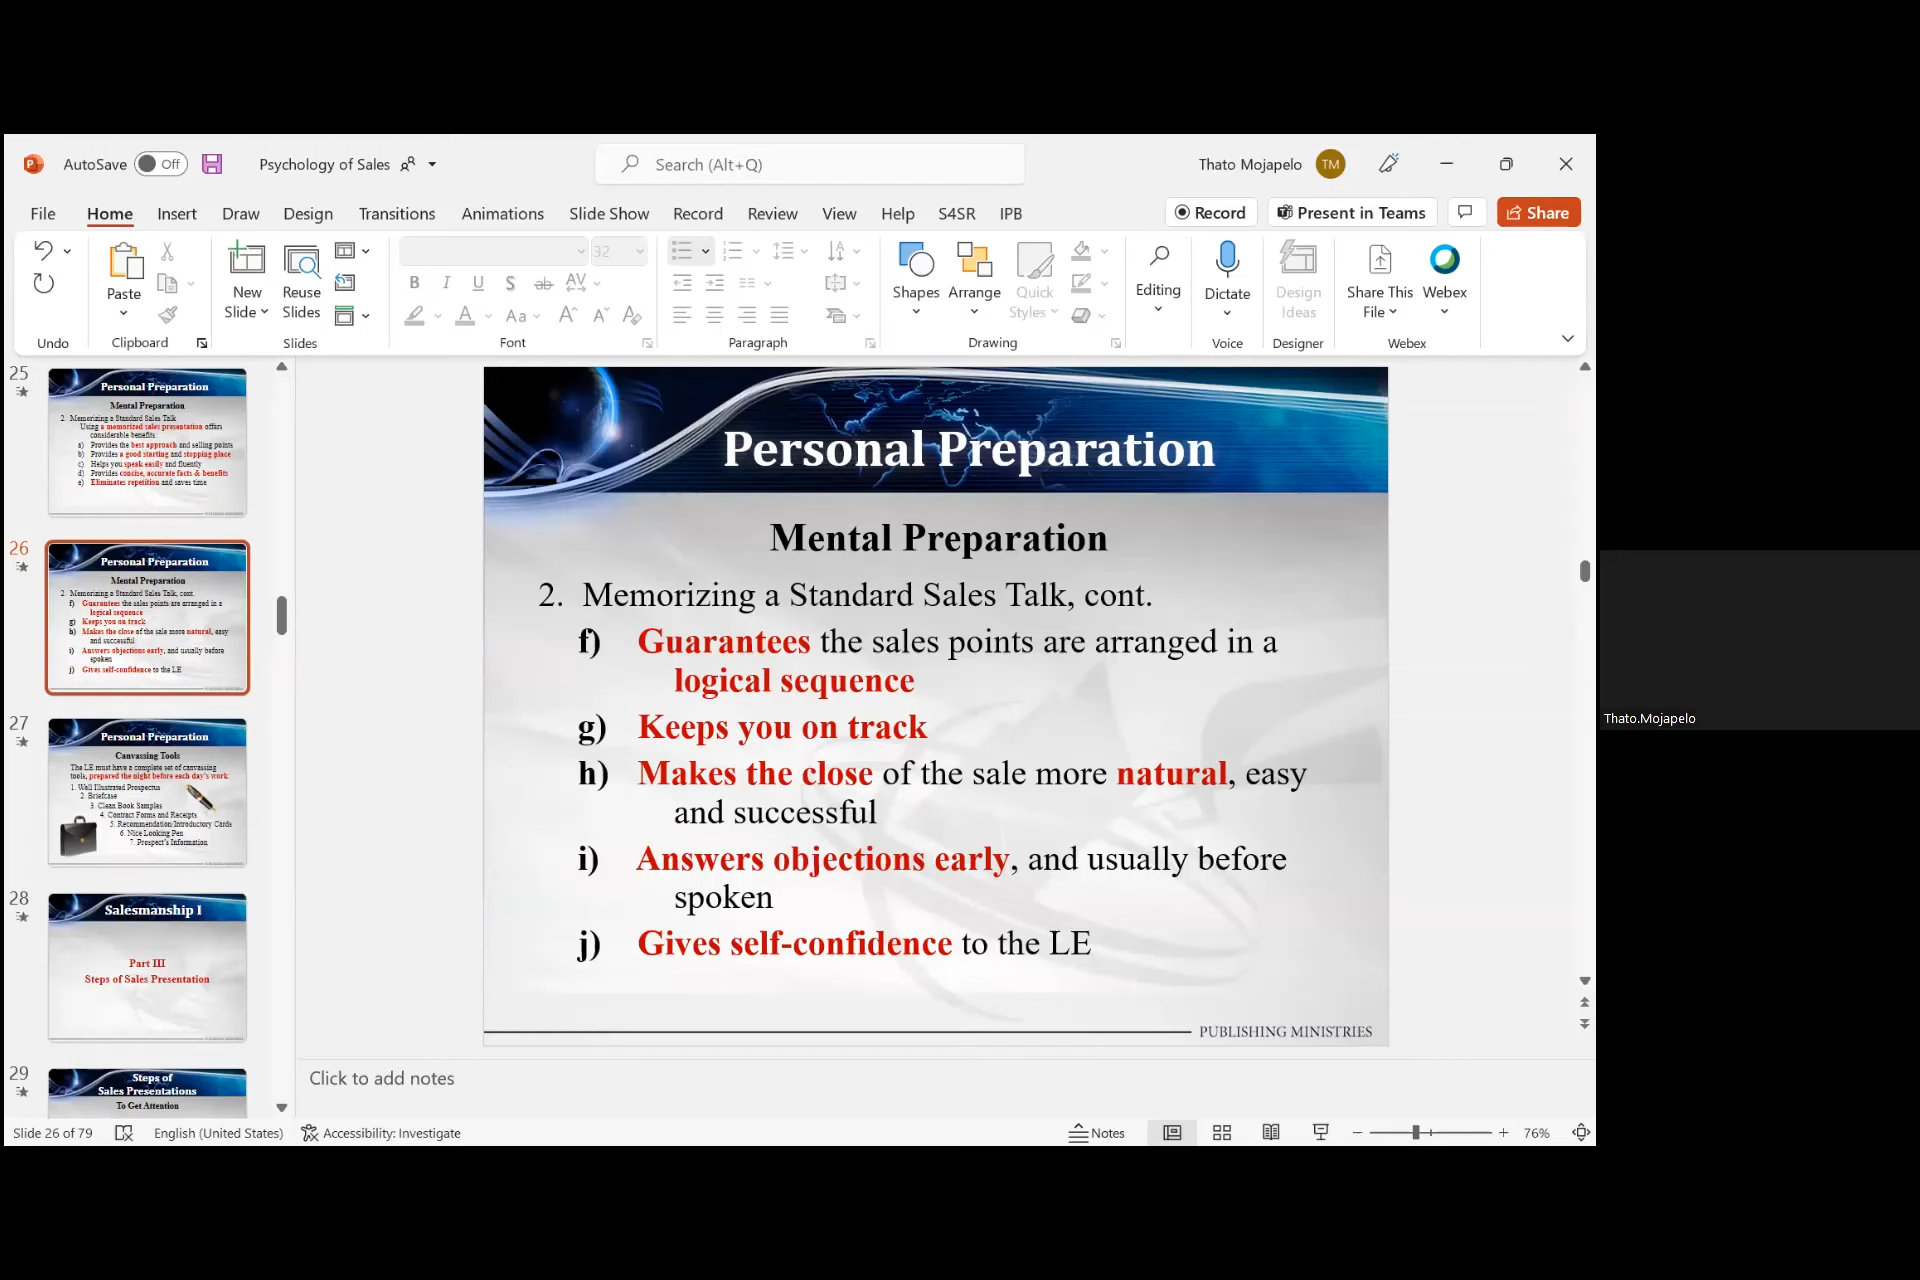 AutoSave Off Psychology of Sales Search (Alt+Q) Thato Mojapelo TM
File Home Insert Draw Design Transitions Animations Slide Show Record Review View Help S4SR IPB Record Present in Teams Share
Paste
New Slide
Reuse Slides
32
B I U S ab AV
Aa A A
Shapes
Arrange
Quick Styles
Editing
Dictate
Design Ideas
Share This File
Webex
Undo Clipboard Slides Font Paragraph Drawing Voice Designer Webex
25
Personal Preparation
Mental Preparation
2. Memorizing a Standard Sales Talk
Using a memorized sales presentation offers
considerable benefits:
a) Provides the best approach and selling points
b) Provides a good starting and stopping place
c) Helps you speak easily and fluently
d) Provides concise, accurate facts & benefits
e) Eliminates repetition and saves time
26
Personal Preparation
Mental Preparation
2. Memorizing a Standard Sales Talk, cont.
f) Guarantees the sales points are arranged in a
logical sequence
g) Keeps you on track
h) Makes the close of the sale more natural, easy
and successful
i) Answers objections early, and usually before
spoken
j) Gives self-confidence to the LE
27
Personal Preparation
Canvassing Tools
The LE must have a complete set of canvassing
tools, prepared the night before each day's work:
1. Well Illustrated Prospectus
2. Briefcase
3. Clean Book Samples
4. Contract Forms and Receipts
5. Recommendation/Introductory Cards
6. Nice Looking Pen
7. Prospect's Information
28
Salesmanship I
Part III
Steps of Sales Presentation
29
Steps of
Sales Presentations
To Get Attention
Personal Preparation
Mental Preparation
2. Memorizing a Standard Sales Talk, cont.
f) Guarantees the sales points are arranged in a
logical sequence
g) Keeps you on track
h) Makes the close of the sale more natural, easy
and successful
i) Answers objections early, and usually before
spoken
j) Gives self-confidence to the LE
PUBLISHING MINISTRIES
Click to add notes
Slide 26 of 79 English (United States) Accessibility: Investigate Notes 76%
Thato.Mojapelo